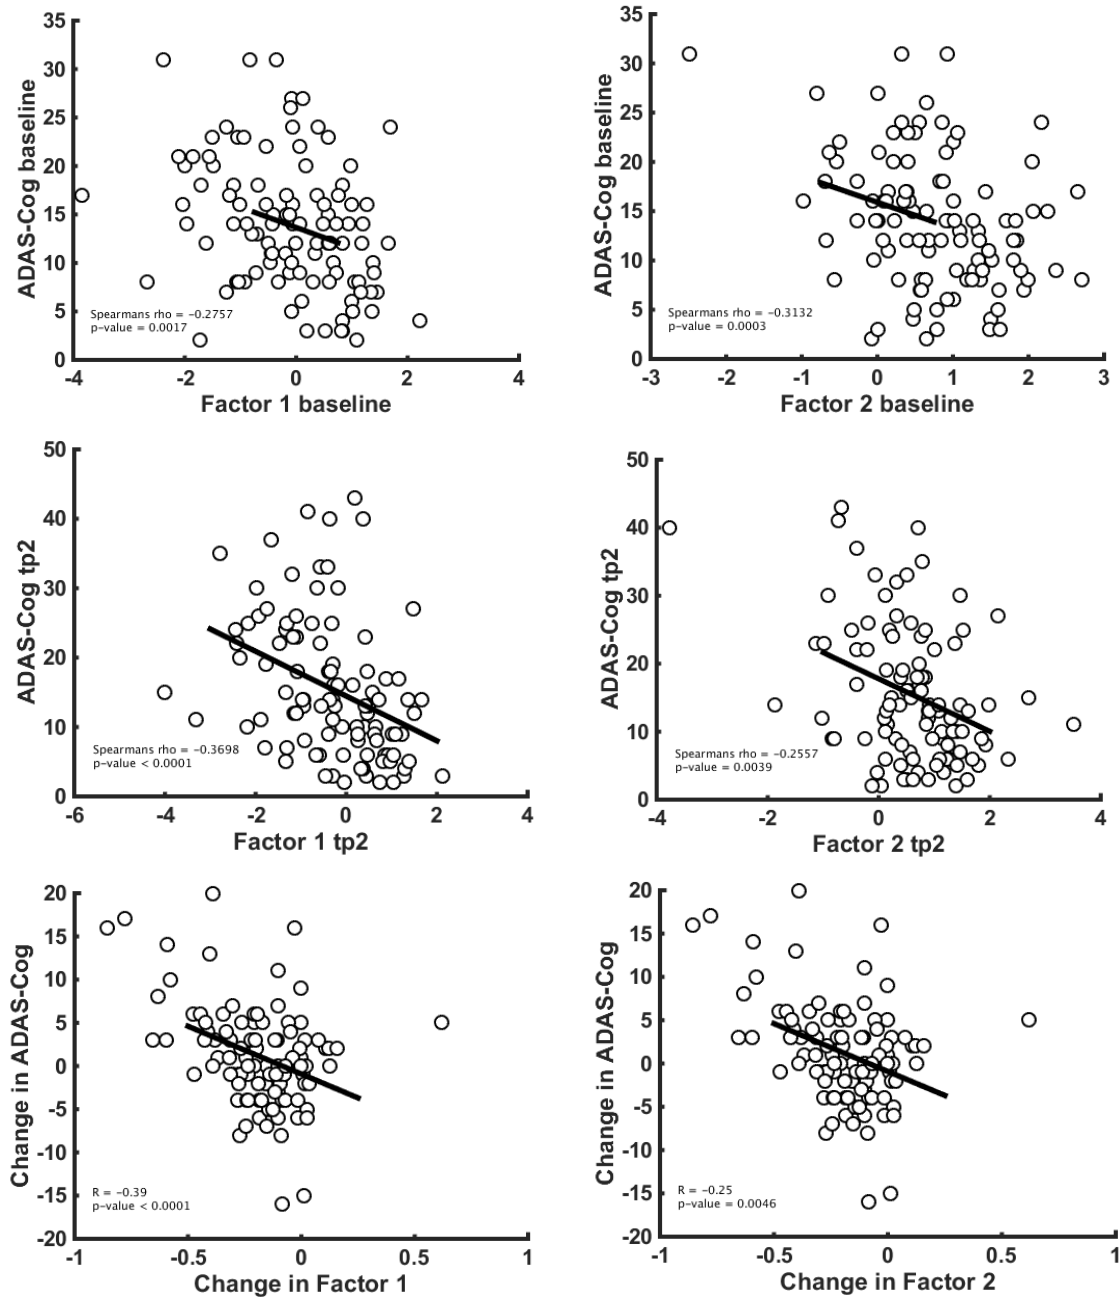 35
30
25
20
15
10
5
0
ADAS-Cog baseline
Spearmans rho = -0.2757
p-value = 0.0017
-4 -2 0 2 4
Factor 1 baseline
35
30
25
20
15
10
5
0
ADAS-Cog baseline
Spearmans rho = -0.3132
p-value = 0.0003
-3 -2 -1 0 1 2 3
Factor 2 baseline
50
40
30
20
10
0
ADAS-Cog tp2
Spearmans rho = -0.3698
p-value < 0.0001
-6 -4 -2 0 2 4
Factor 1 tp2
50
40
30
20
10
0
ADAS-Cog tp2
Spearmans rho = -0.2557
p-value = 0.0039
-4 -2 0 2 4
Factor 2 tp2
20
15
10
5
0
-5
-10
-15
-20
Change in ADAS-Cog
R = -0.39
p-value < 0.0001
-1 -0.5 0 0.5 1
Change in Factor 1
20
15
10
5
0
-5
-10
-15
-20
Change in ADAS-Cog
R = -0.25
p-value = 0.0046
-1 -0.5 0 0.5 1
Change in Factor 2